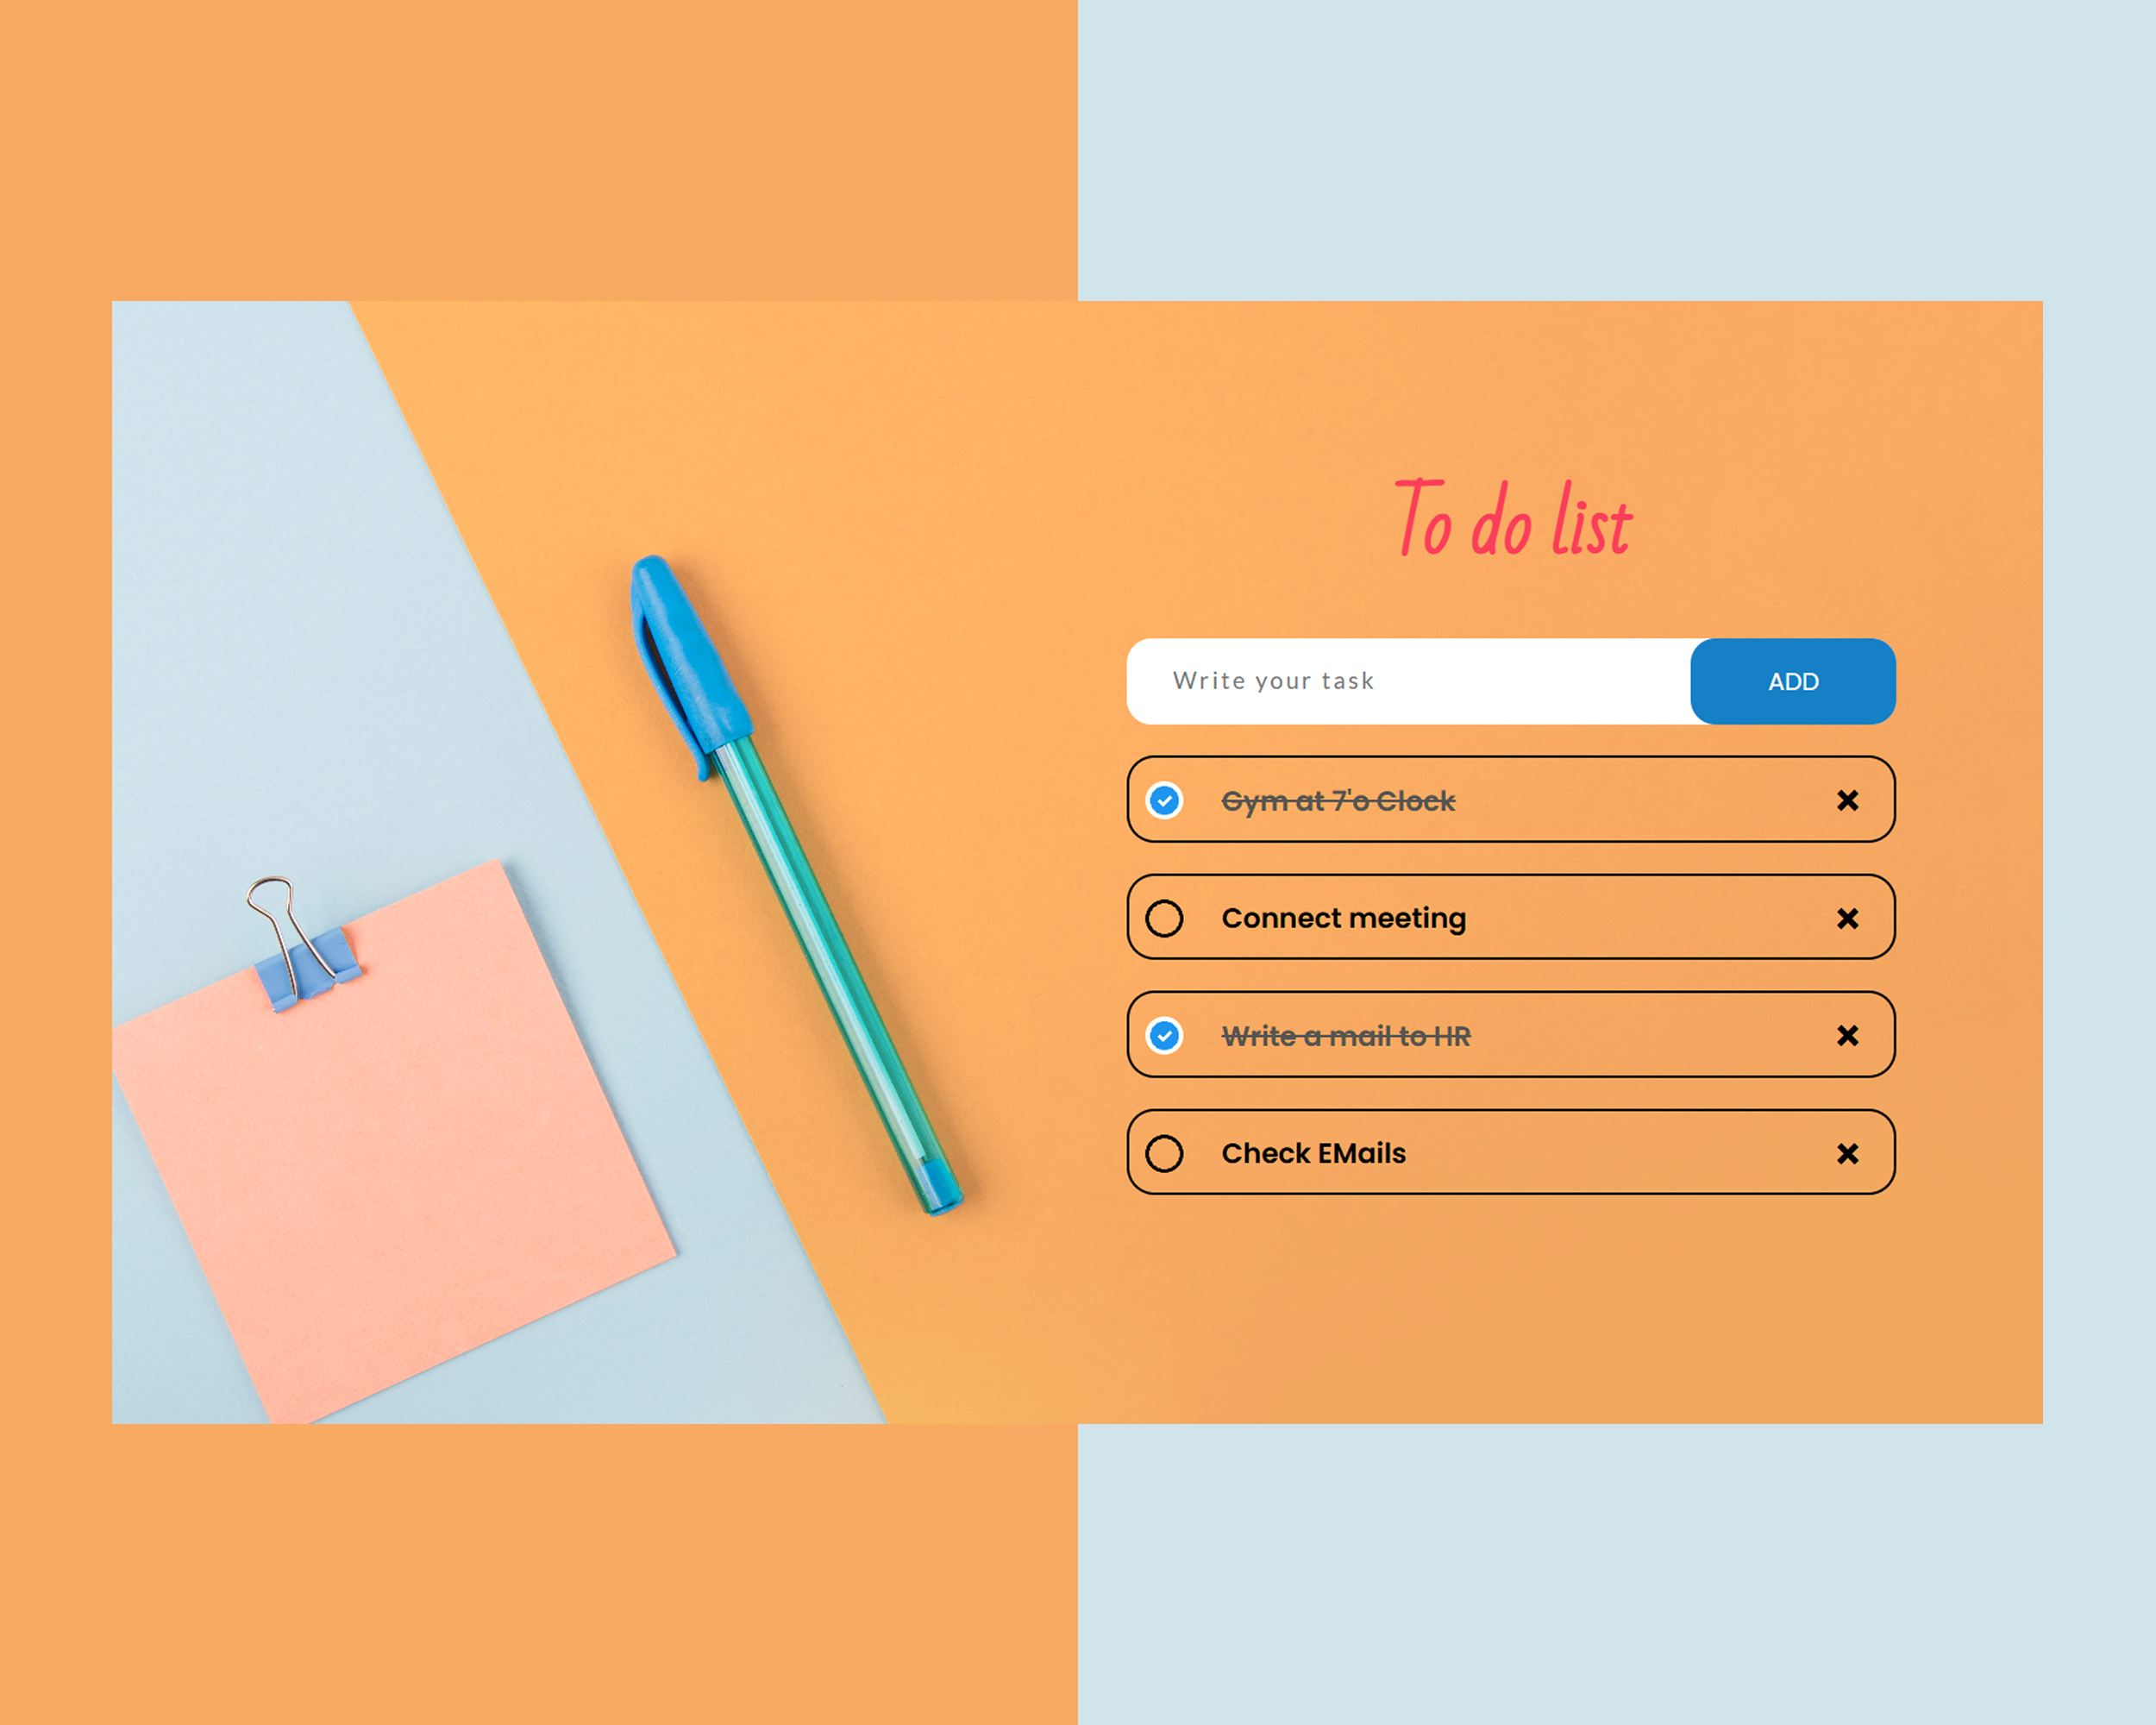 To do list
Write your task
ADD
Gym at 7'o Clock
Connect meeting
Write a mail to HR
Check EMails